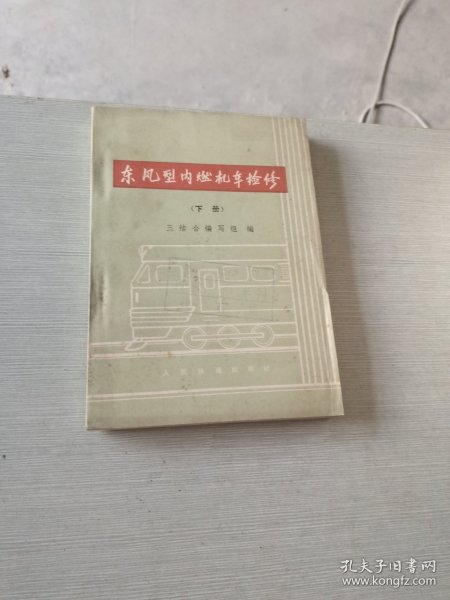 东风型内燃机车检修
（下册）
三结合编写组 编
人民铁道出版社
孔夫子旧书网
www.kongfz.com